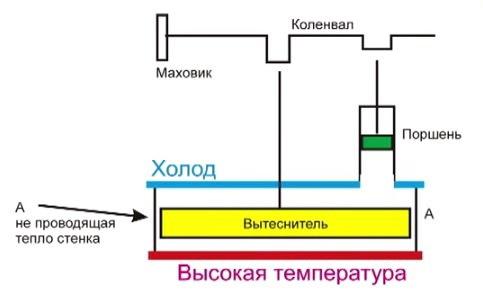 Коленвал
Маховик
Поршень
Холод
А
не проводящая
тепло стенка
Вытеснитель
А
Высокая температура